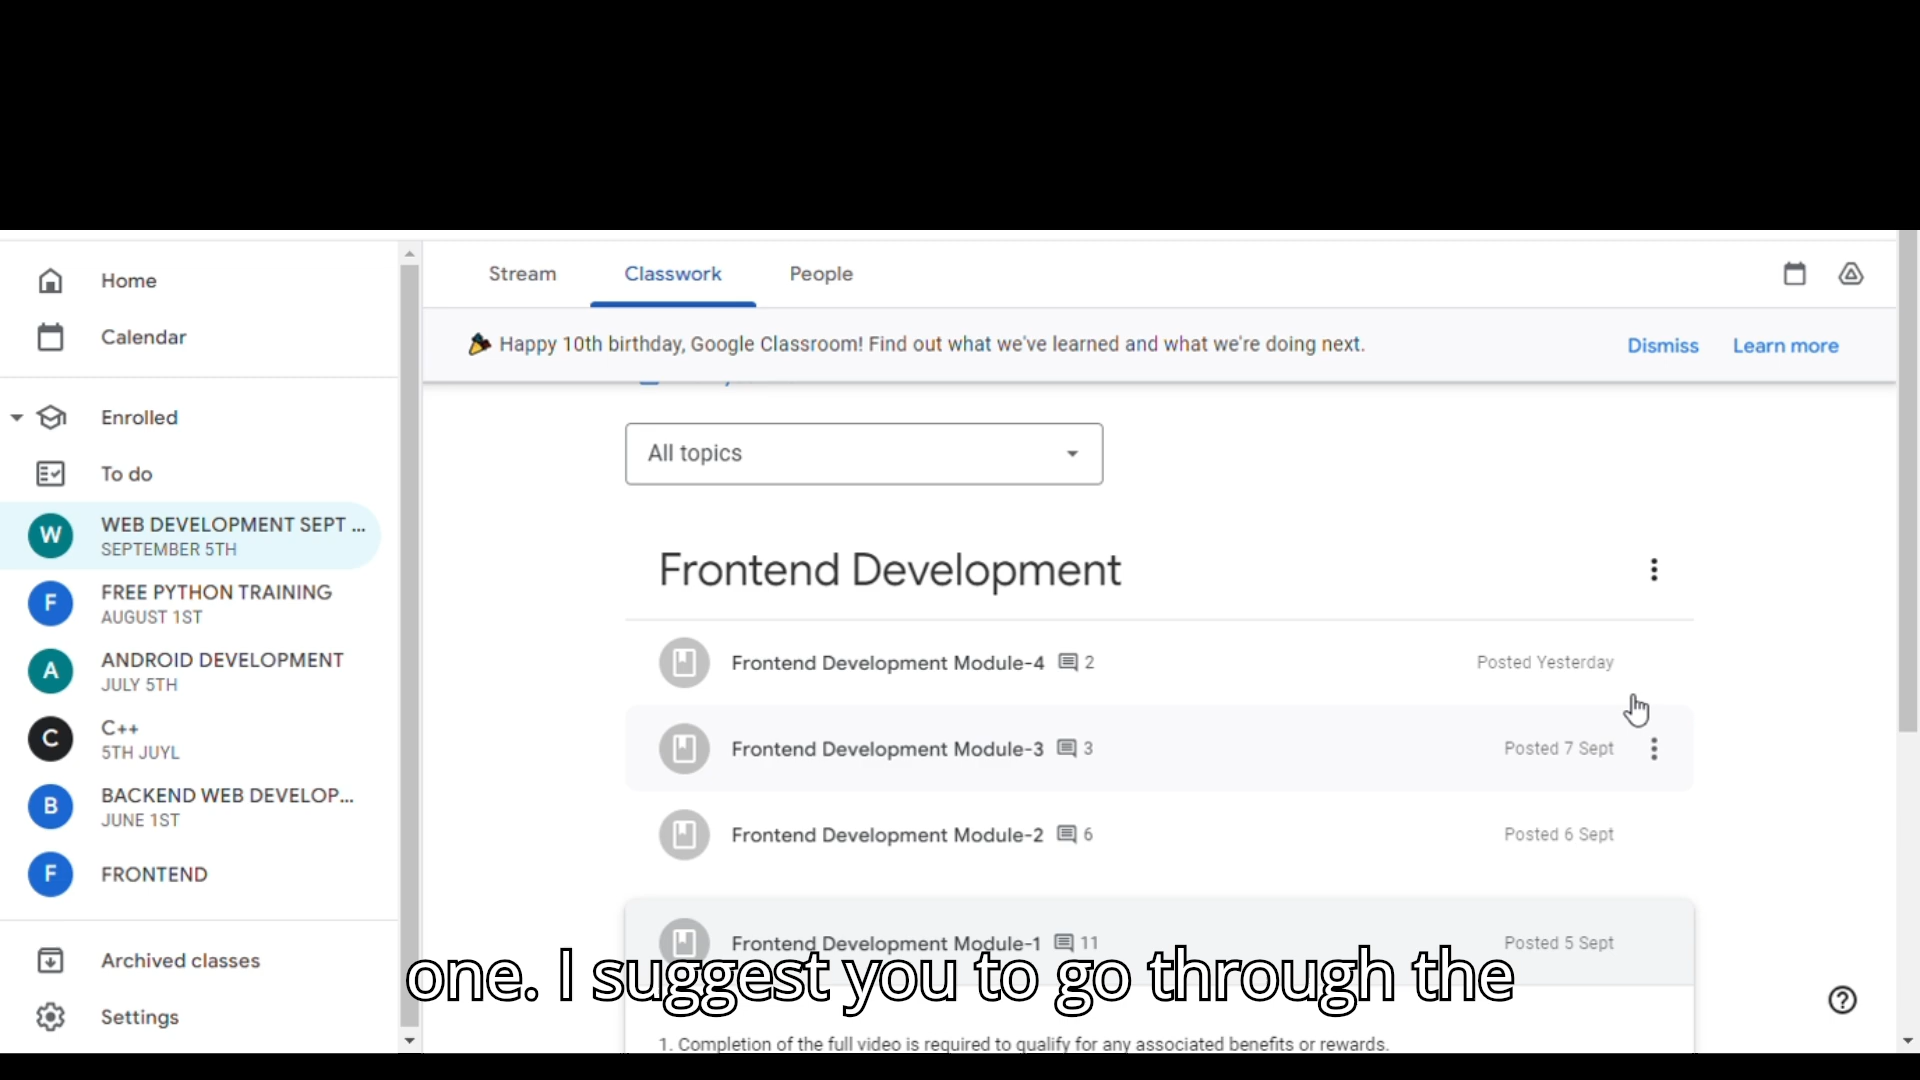 Home
Calendar
Enrolled
To do
W
WEB DEVELOPMENT SEPT ...
SEPTEMBER 5TH
F
FREE PYTHON TRAINING
AUGUST 1ST
A
ANDROID DEVELOPMENT
JULY 5TH
C
C++
5TH JUYL
B
BACKEND WEB DEVELOP...
JUNE 1ST
F
FRONTEND
Archived classes
Settings
Stream Classwork People
Happy 10th birthday, Google Classroom! Find out what we've learned and what we're doing next. Dismiss Learn more
All topics
Frontend Development
Frontend Development Module-4 2 Posted Yesterday
Frontend Development Module-3 3 Posted 7 Sept
Frontend Development Module-2 6 Posted 6 Sept
Frontend Development Module-1 11 Posted 5 Sept
one. I suggest you to go through the
1. Completion of the full video is required to qualify for any associated benefits or rewards.